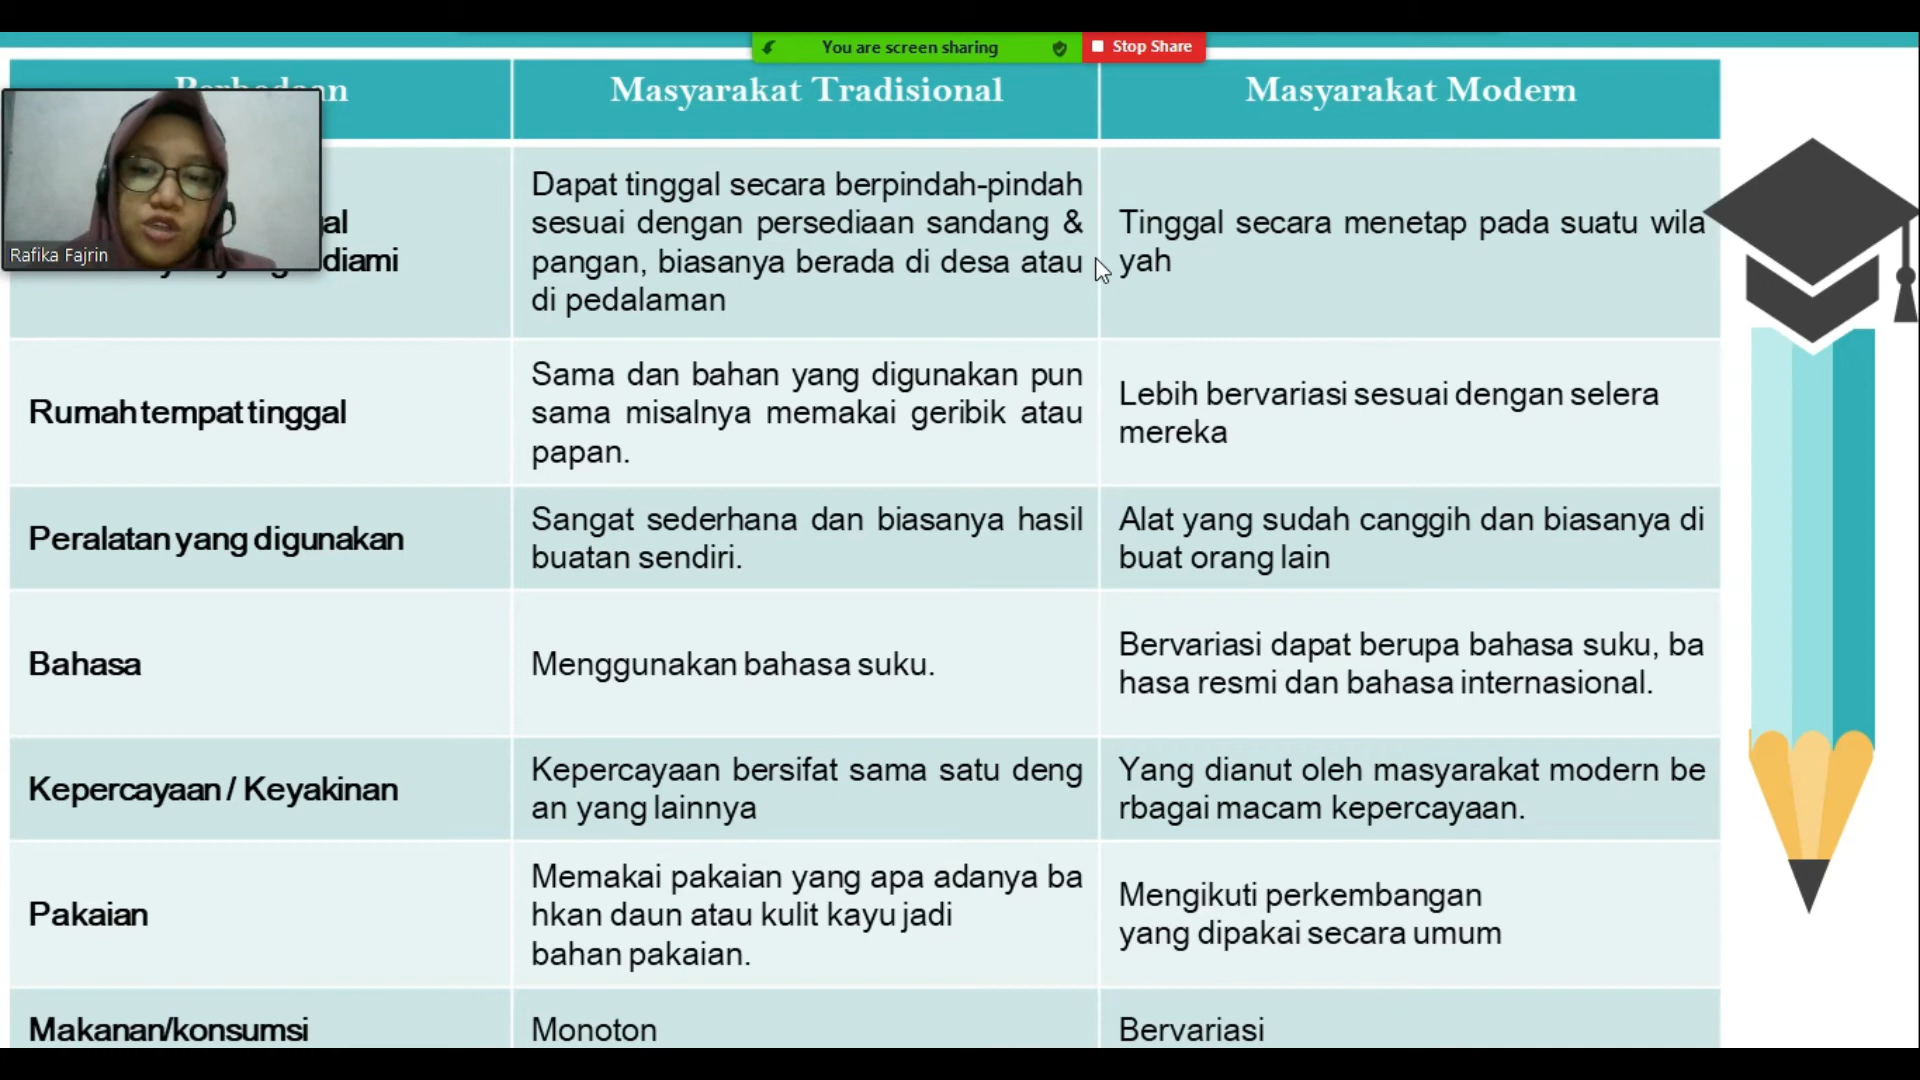 You are screen sharing
Stop Share
Masyarakat Tradisional
Masyarakat Modern
diami
Dapat tinggal secara berpindah-pindah
sesuai dengan persediaan sandang &
pangan, biasanya berada di desa atau
di pedalaman
Tinggal secara menetap pada suatu wila
yah
Rafika Fajrin
Rumah tempat tinggal
Sama dan bahan yang digunakan pun
sama misalnya memakai geribik atau
papan.
Lebih bervariasi sesuai dengan selera
mereka
Peralatan yang digunakan
Sangat sederhana dan biasanya hasil
buatan sendiri.
Alat yang sudah canggih dan biasanya di
buat orang lain
Bahasa
Menggunakan bahasa suku.
Bervariasi dapat berupa bahasa suku, ba
hasa resmi dan bahasa internasional.
Kepercayaan / Keyakinan
Kepercayaan bersifat sama satu deng
an yang lainnya
Yang dianut oleh masyarakat modern be
rbagai macam kepercayaan.
Pakaian
Memakai pakaian yang apa adanya ba
hkan daun atau kulit kayu jadi
bahan pakaian.
Mengikuti perkembangan
yang dipakai secara umum
Makanan/konsumsi
Monoton
Bervariasi